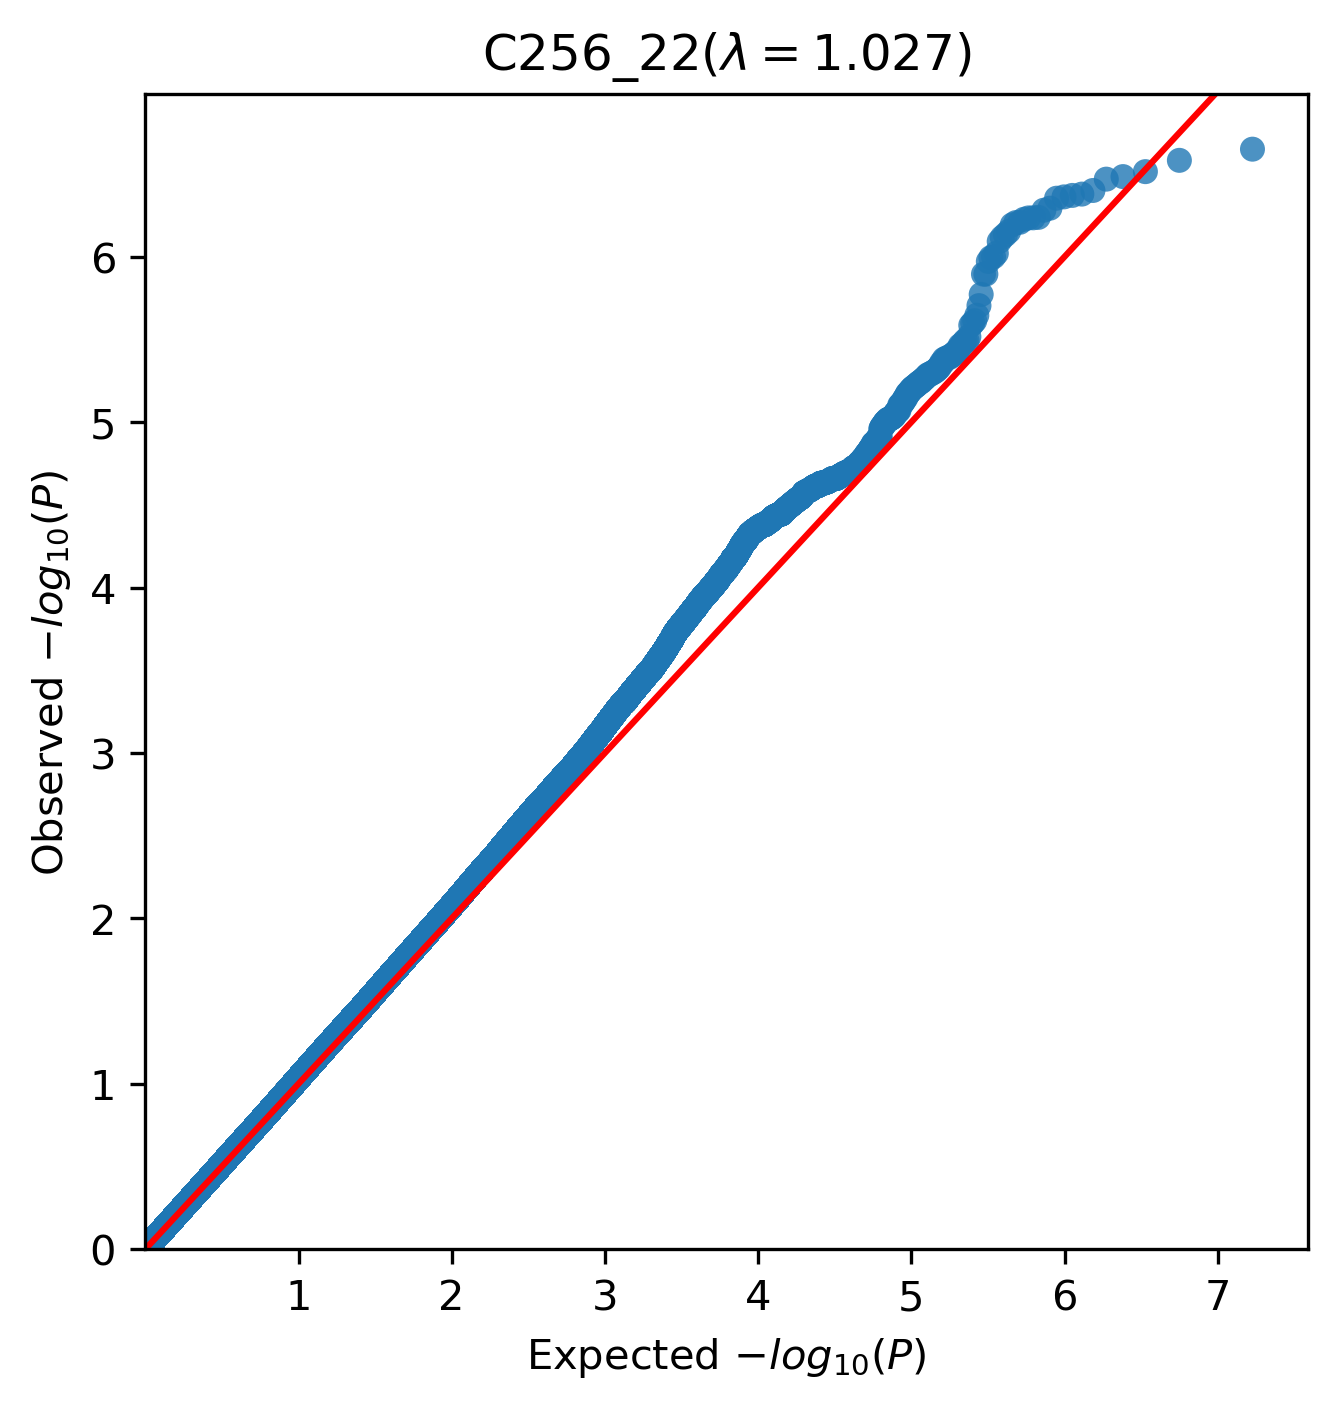 C256_22(λ = 1.027)
Observed −log₁₀(P)
6
5
4
3
2
1
0
1 2 3 4 5 6 7
Expected −log₁₀(P)